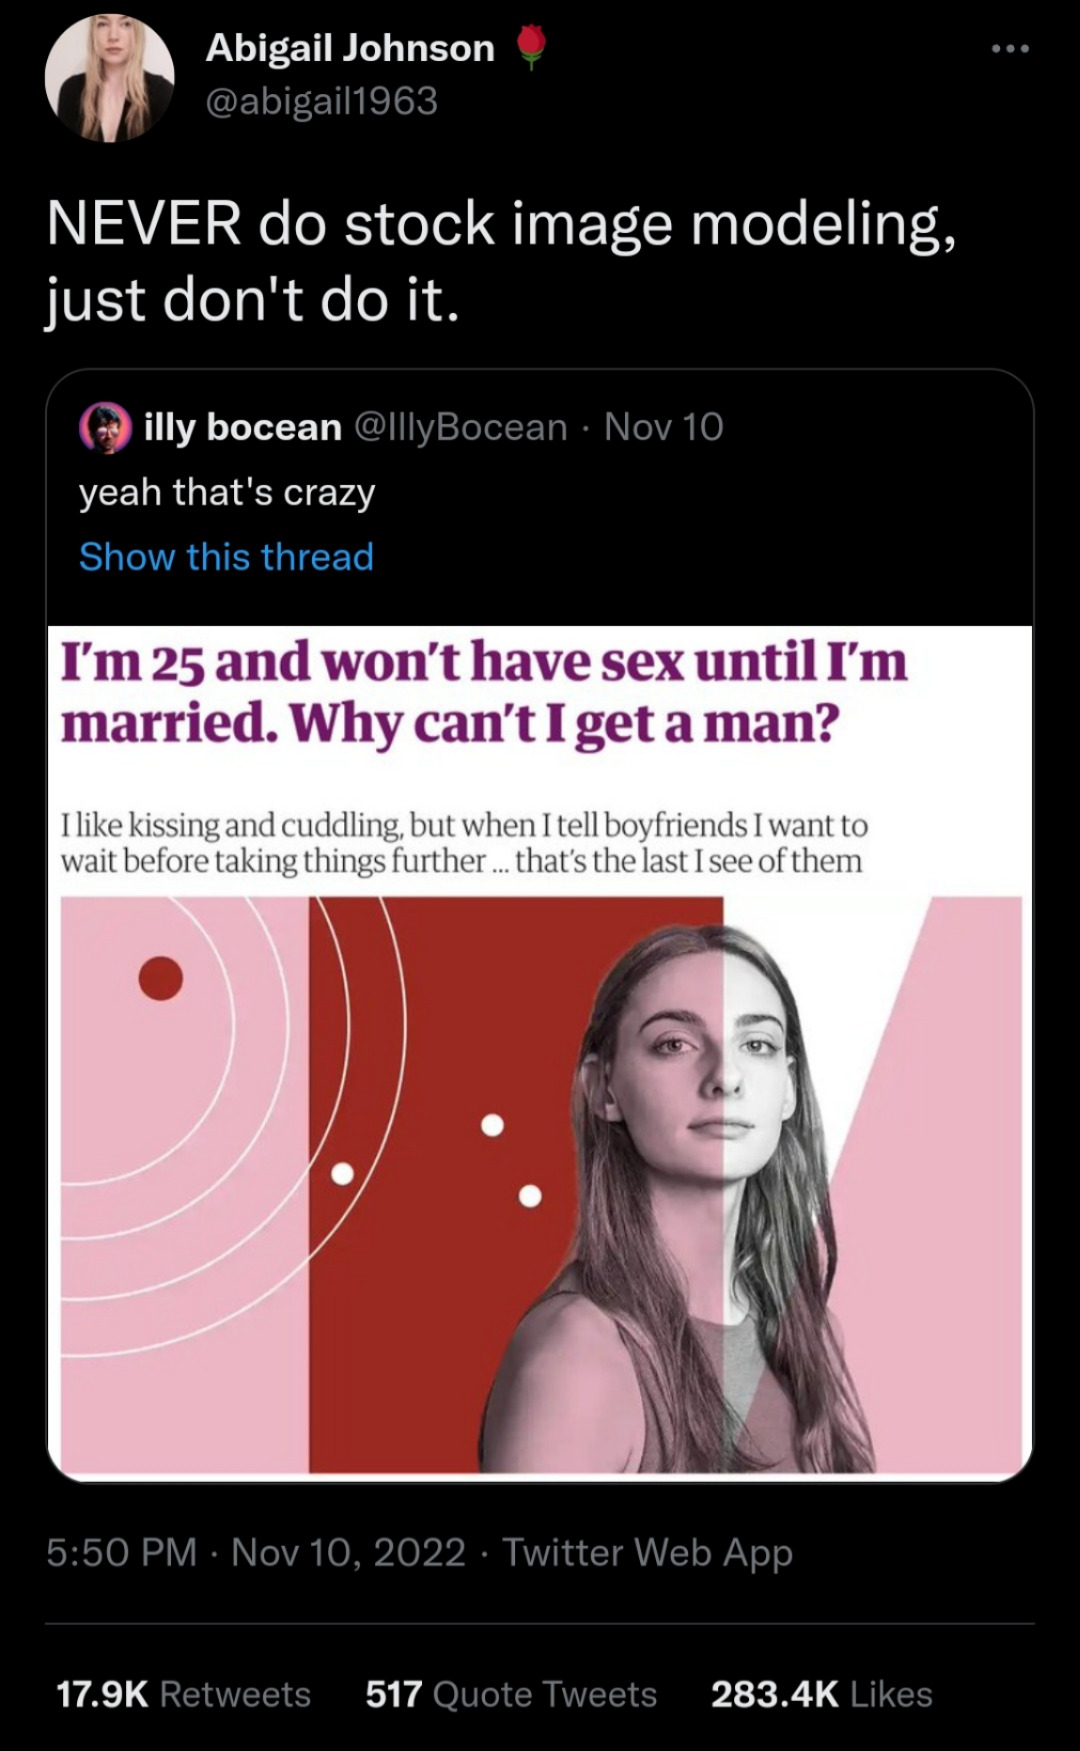 Abigail Johnson 🌹
@abigail1963
NEVER do stock image modeling,
just don't do it.
illy bocean @IllyBocean · Nov 10
yeah that's crazy
Show this thread
I'm 25 and won't have sex until I'm
married. Why can't I get a man?
I like kissing and cuddling, but when I tell boyfriends I want to
wait before taking things further ... that's the last I see of them
5:50 PM · Nov 10, 2022 · Twitter Web App
17.9K Retweets 517 Quote Tweets 283.4K Likes